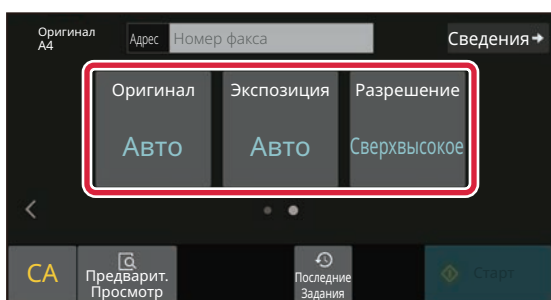 Оригинал
A4
Адрес
Номер факса
Сведения
Оригинал
Экспозиция
Разрешение
Авто
Авто
Сверхвысокое
CA
Предварит.
Просмотр
Последние
Задания
Старт